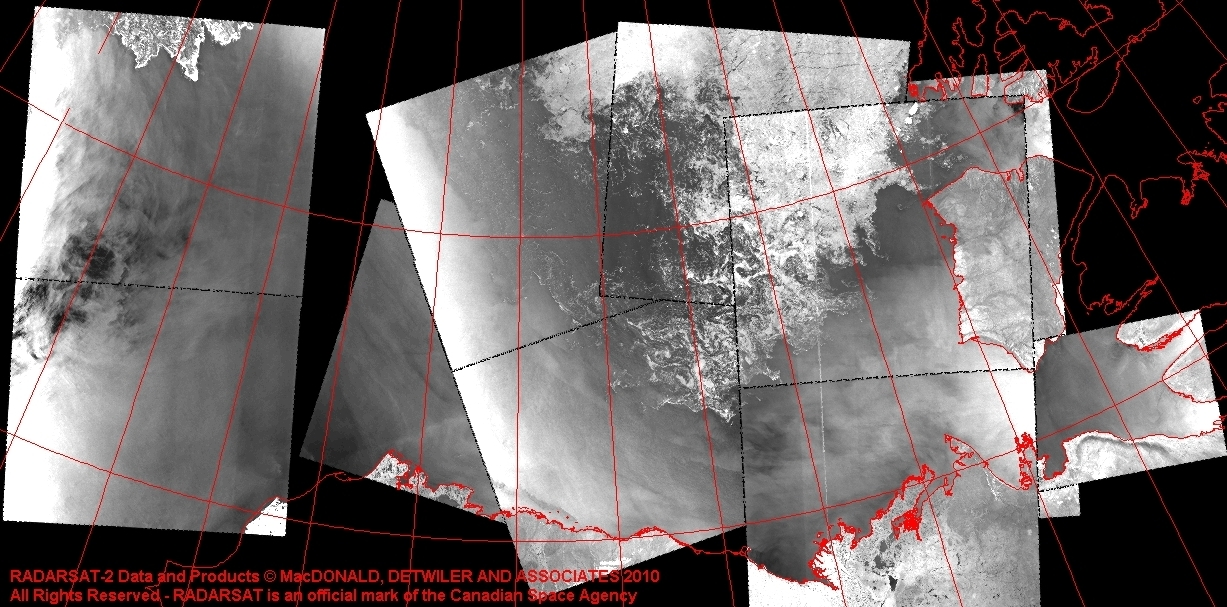 RADARSAT-2 Data and Products © MacDONALD, DETWILER AND ASSOCIATES 2010
All Rights Reserved - RADARSAT is an official mark of the Canadian Space Agency